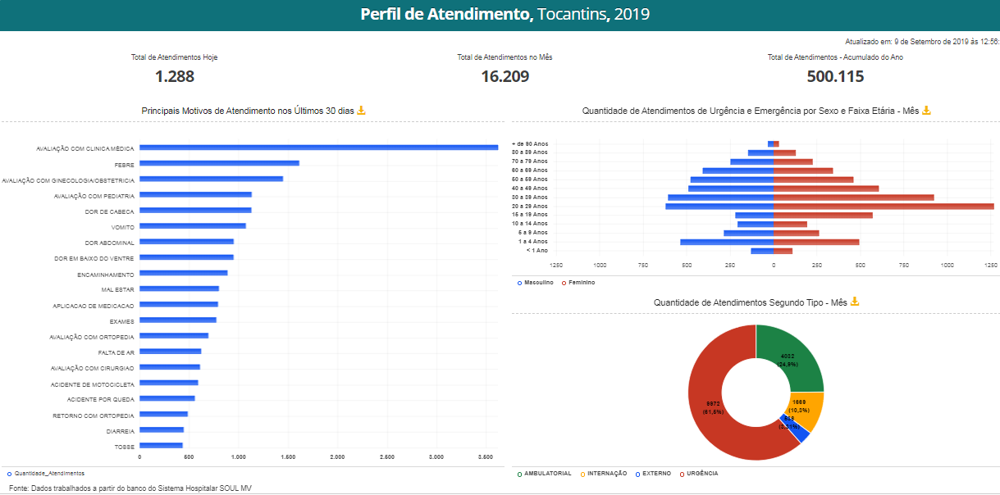 Perfil de Atendimento, Tocantins, 2019
Atualizado em: 9 de Setembro de 2019 às 12:56:
Total de Atendimentos Hoje
1.288
Total de Atendimentos no Mês
16.209
Total de Atendimentos - Acumulado do Ano
500.115
Principais Motivos de Atendimento nos Últimos 30 dias
AVALIAÇÃO COM CLINICA MÉDICA
FEBRE
AVALIAÇÃO COM GINECOLOGIA/OBSTETRICIA
AVALIAÇÃO COM PEDIATRIA
DOR DE CABECA
VOMITO
DOR ABDOMINAL
DOR EM BAIXO DO VENTRE
ENCAMINHAMENTO
MAL ESTAR
APLICACAO DE MEDICACAO
EXAMES
AVALIAÇÃO COM ORTOPEDIA
FALTA DE AR
AVALIAÇÃO COM CIRURGIAO
ACIDENTE DE MOTOCICLETA
ACIDENTE POR QUEDA
RETORNO COM ORTOPEDIA
DIARREIA
TOSSE
0 500 1.000 1.500 2.000 2.500 3.000 3.500
Quantidade_Atendimentos
Fonte: Dados trabalhados a partir do banco do Sistema Hospitalar SOUL MV
Quantidade de Atendimentos de Urgência e Emergência por Sexo e Faixa Etária - Mês
+ de 90 Anos
80 a 89 Anos
70 a 79 Anos
60 a 69 Anos
50 a 59 Anos
40 a 49 Anos
30 a 39 Anos
20 a 29 Anos
15 a 19 Anos
10 a 14 Anos
5 a 9 Anos
1 a 4 Anos
< 1 Ano
1250 1000 750 500 250 0 250 500 750 1000 1250
Masculino Feminino
Quantidade de Atendimentos Segundo Tipo - Mês
4032
(24,9%)
1669
(10,3%)
9972
(61,5%)
AMBULATORIAL INTERNAÇÃO EXTERNO URGÊNCIA